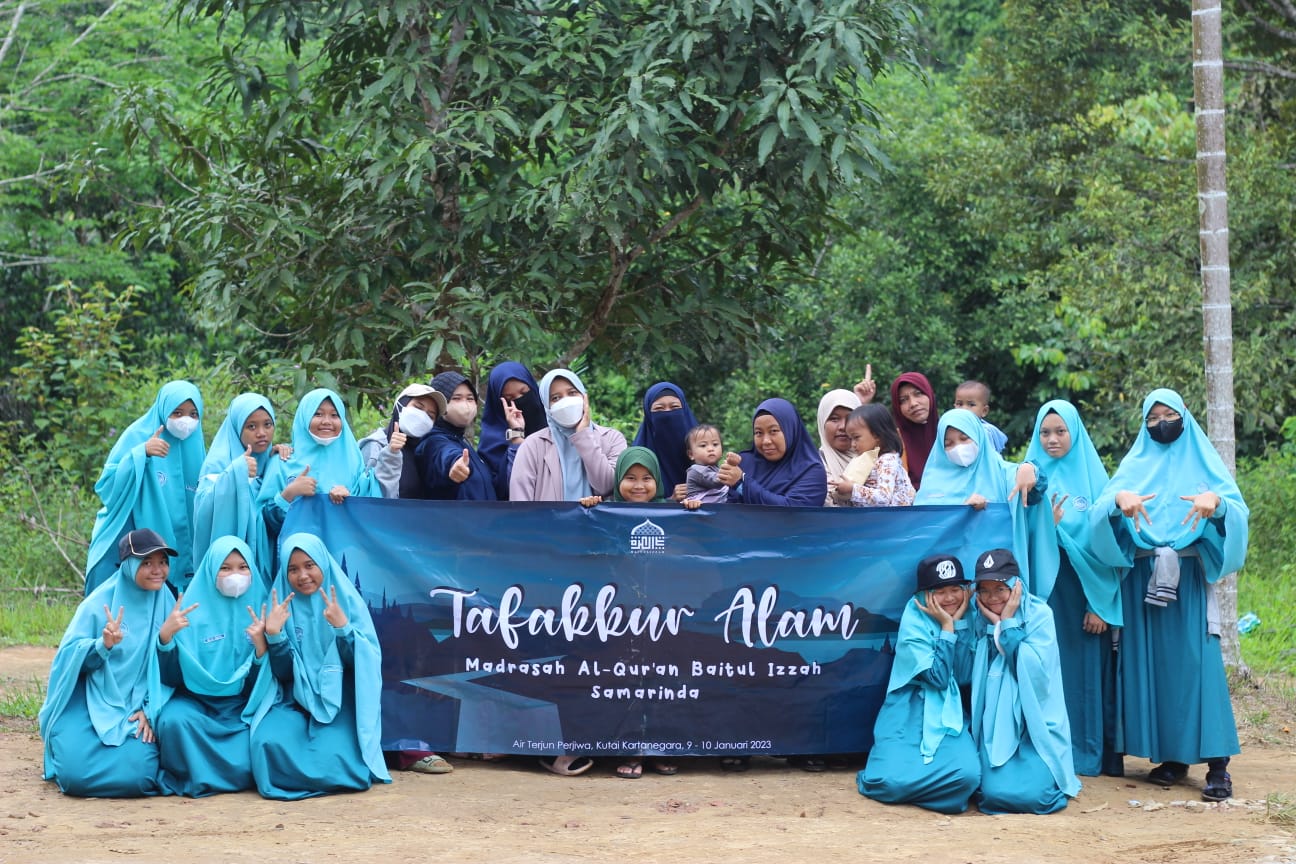 Tafakkur Alam
Madrasah Al-Qur'an Baitul Izzah
Samarinda
Air Terjun Perjiwa, Kutai Kartanegara, 9 - 10 Januari 2023